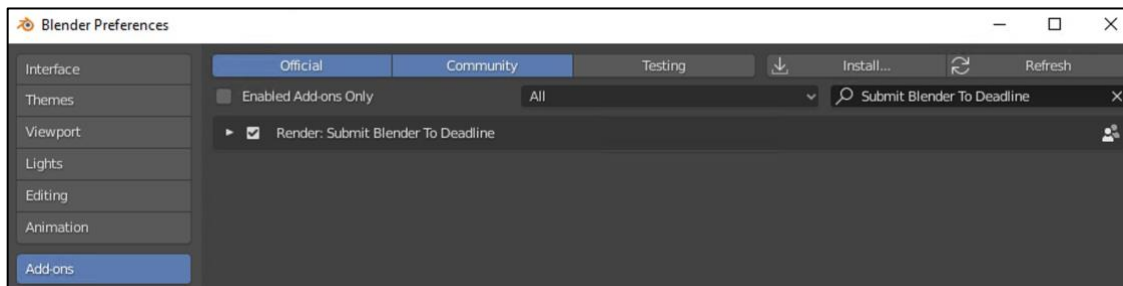 Blender Preferences
Interface
Themes
Viewport
Lights
Editing
Animation
Add-ons
Official Community Testing Install... Refresh
Enabled Add-ons Only All Submit Blender To Deadline
Render: Submit Blender To Deadline